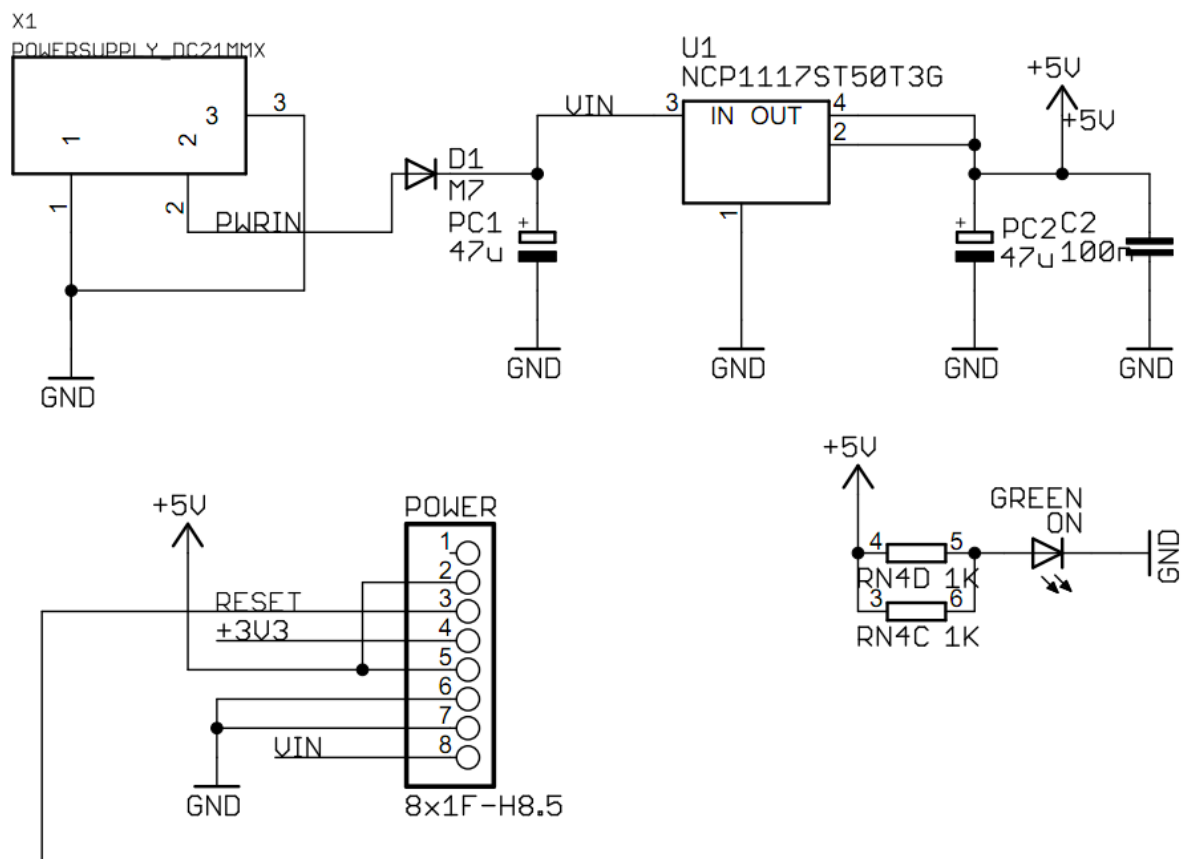 X1
POWERSUPPLY_DC21MMX
3
3
1
2
1
2
PWRIN
GND
D1
M7
VIN
PC1
47u
+
GND
U1
NCP1117ST50T3G
3
IN OUT
4
2
1
GND
+5V
+5V
+
PC2
47u
GND
C2
100n
GND
+5V
POWER
1
2
RESET
3
+3V3
4
5
6
7
VIN
8
GND
8x1F-H8.5
+5V
GREEN
ON
4
5
RN4D 1K
3
6
RN4C 1K
GND